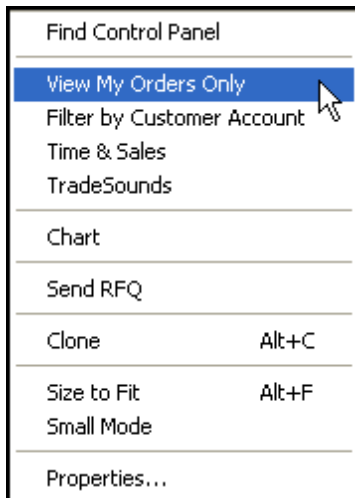 Find Control Panel
View My Orders Only
Filter by Customer Account
Time & Sales
TradeSounds
Chart
Send RFQ
Clone Alt+C
Size to Fit Alt+F
Small Mode
Properties...